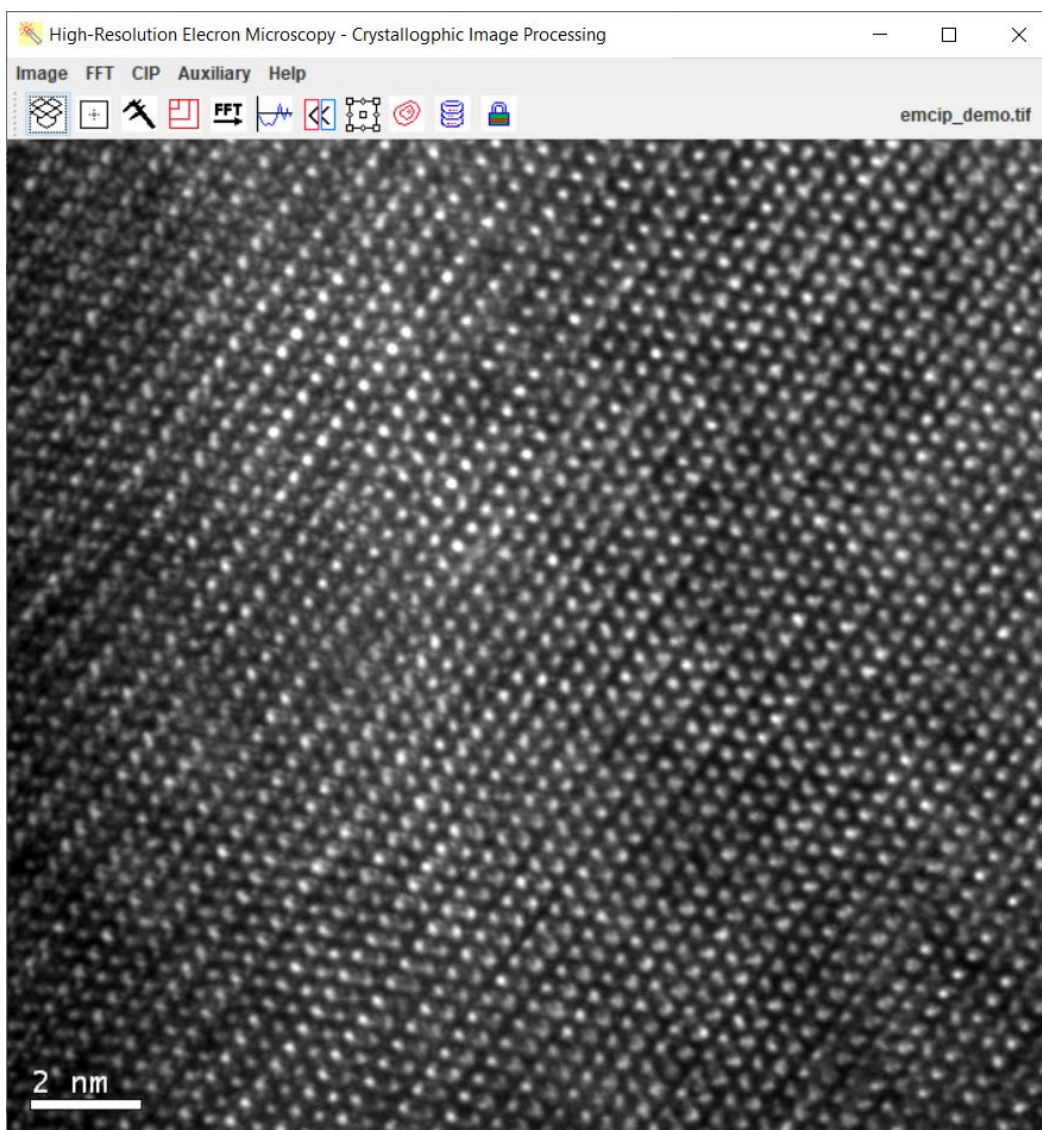 High-Resolution Elecron Microscopy - Crystallogphic Image Processing
Image FFT CIP Auxiliary Help
FFT
emcip_demo.tif
2 nm